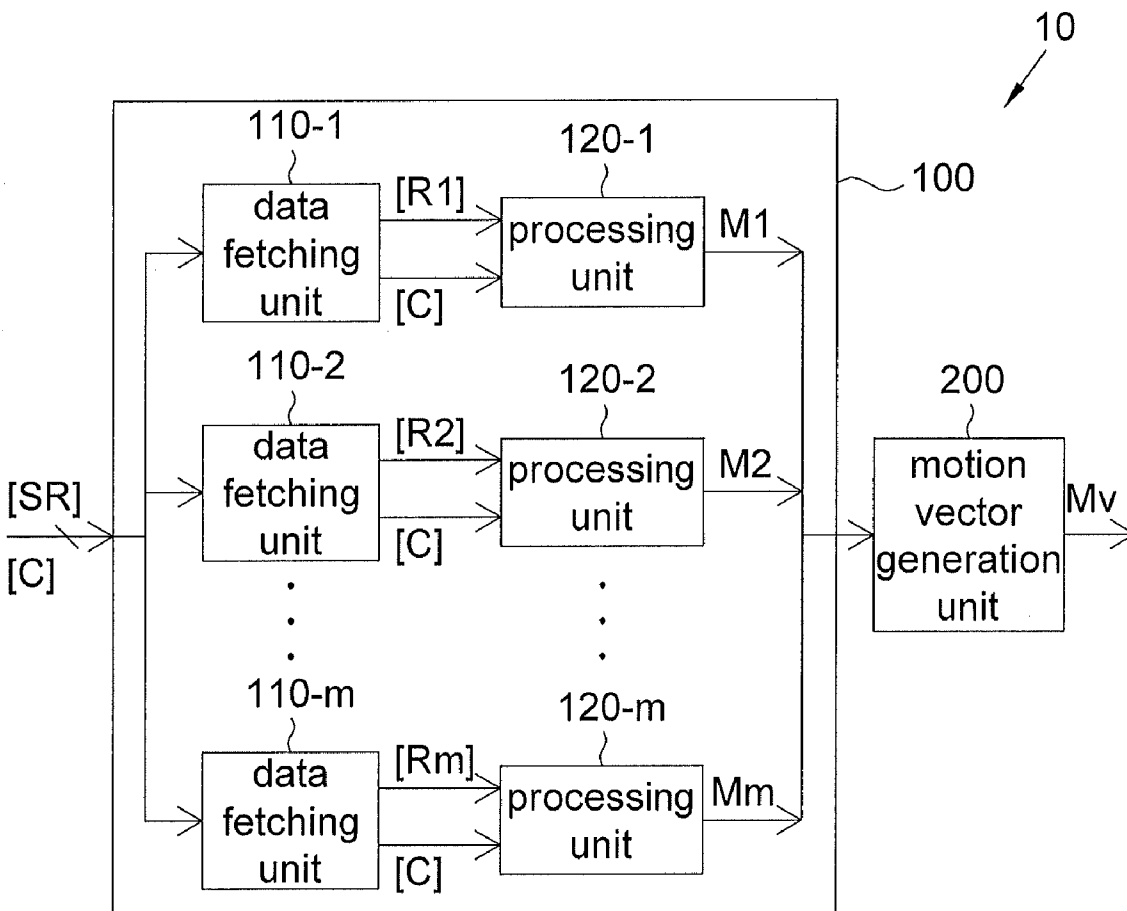 10
110-1
120-1
100
data
fetching
unit
[R1]
[C]
processing
unit
M1
110-2
120-2
200
data
fetching
unit
[R2]
[C]
processing
unit
M2
[SR]
[C]
motion
vector
generation
unit
Mv
110-m
120-m
data
fetching
unit
[Rm]
[C]
processing
unit
Mm